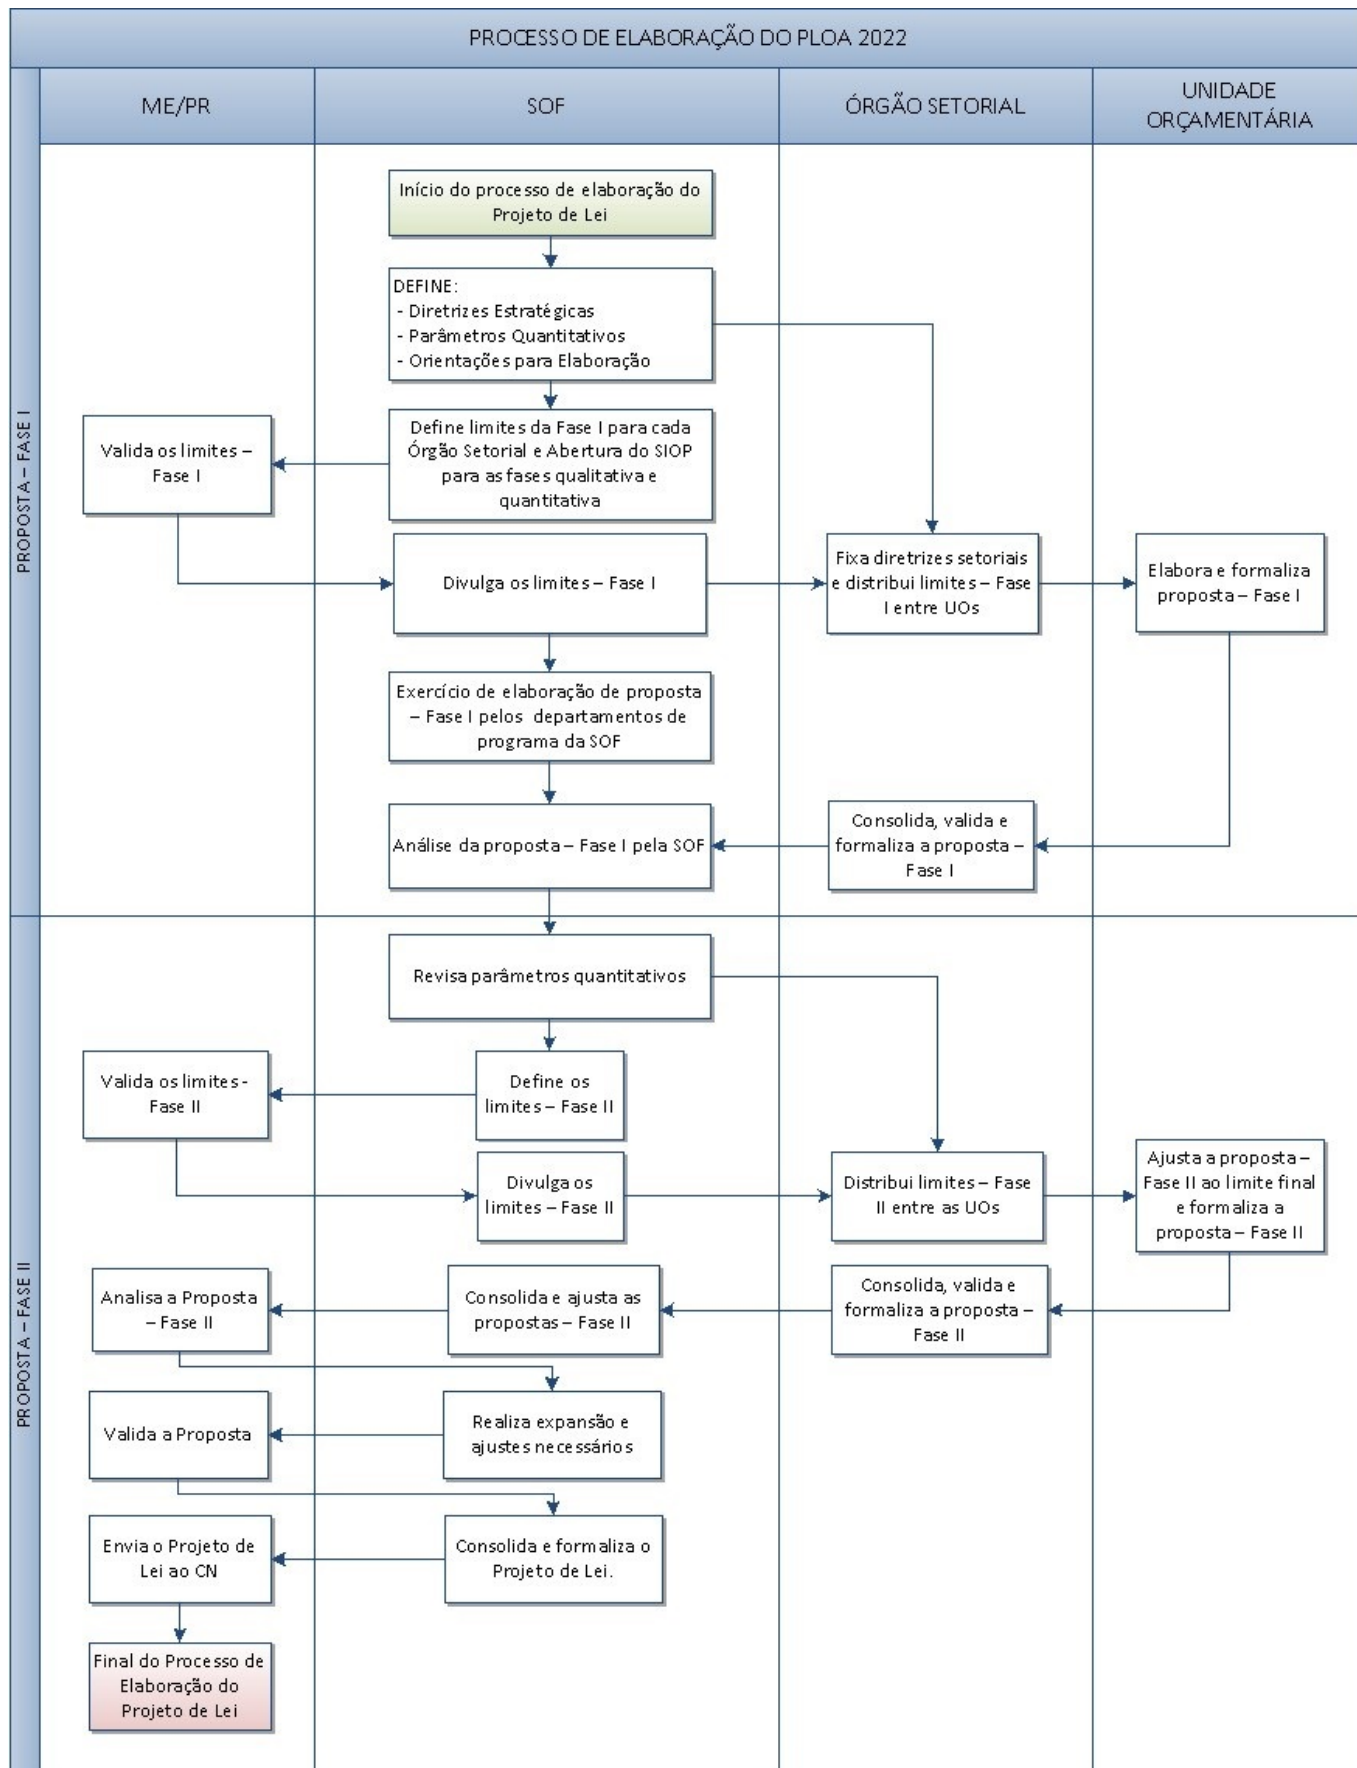 PROCESSO DE ELABORAÇÃO DO PLOA 2022
ME/PR
SOF
ÓRGÃO SETORIAL
UNIDADE
ORÇAMENTÁRIA
PROPOSTA – FASE I
Início do processo de elaboração do
Projeto de Lei
DEFINE:
- Diretrizes Estratégicas
- Parâmetros Quantitativos
- Orientações para Elaboração
Valida os limites –
Fase I
Define limites da Fase I para cada
Órgão Setorial e Abertura do SIOP
para as fases qualitativa e
quantitativa
Divulga os limites – Fase I
Fixa diretrizes setoriais
e distribui limites – Fase
I entre UOs
Elabora e formaliza
proposta – Fase I
Exercício de elaboração de proposta
– Fase I pelos departamentos de
programa da SOF
Análise da proposta – Fase I pela SOF
Consolida, valida e
formaliza a proposta –
Fase I
PROPOSTA – FASE II
Revisa parâmetros quantitativos
Valida os limites -
Fase II
Define os
limites – Fase II
Divulga os
limites – Fase II
Distribui limites – Fase
II entre as UOs
Ajusta a proposta –
Fase II ao limite final
e formaliza a
proposta – Fase II
Analisa a Proposta
– Fase II
Consolida e ajusta as
propostas – Fase II
Consolida, valida e
formaliza a proposta –
Fase II
Valida a Proposta
Realiza expansão e
ajustes necessários
Envia o Projeto de
Lei ao CN
Consolida e formaliza o
Projeto de Lei.
Final do Processo de
Elaboração do
Projeto de Lei